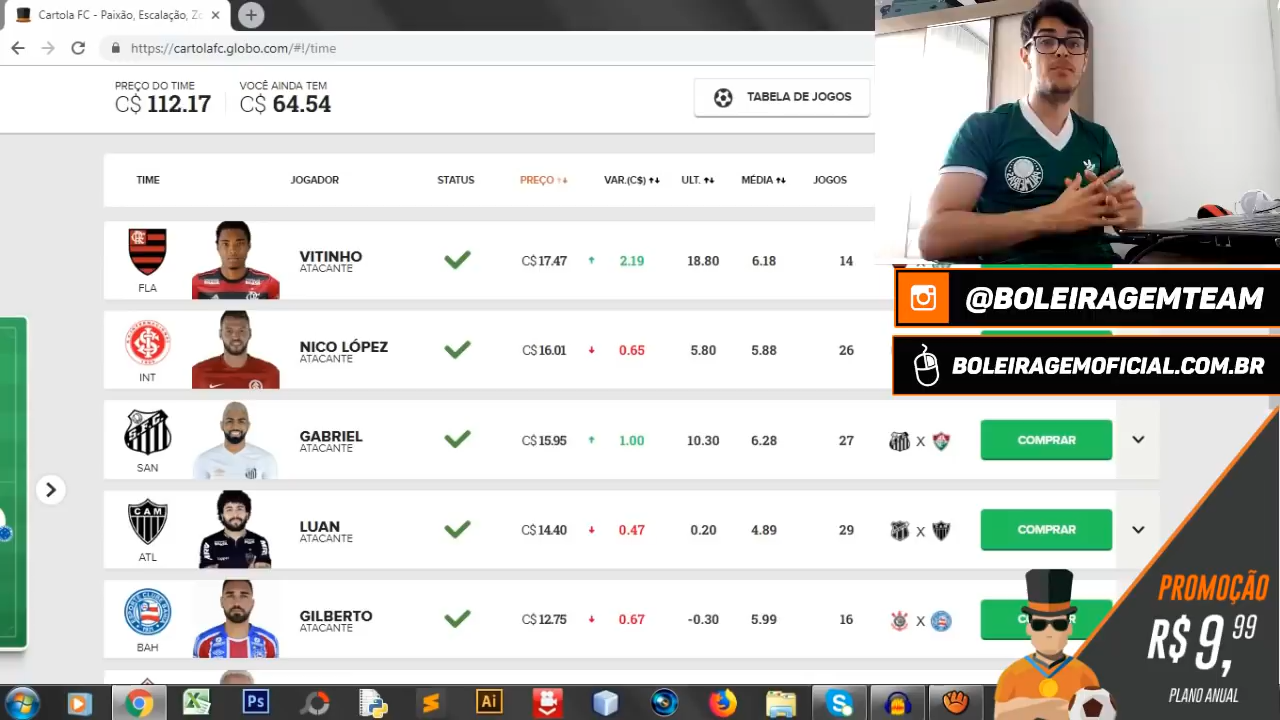 Cartola FC - Paixão, Escalação, Zo
https://cartolafc.globo.com/#!/time
PREÇO DO TIME
C$ 112.17
VOCÊ AINDA TEM
C$ 64.54
TABELA DE JOGOS
TIME JOGADOR STATUS PREÇO VAR.(C$) ULT. MÉDIA JOGOS
FLA VITINHO
ATACANTE
C$ 17.47 2.19 18.80 6.18 14
INT NICO LÓPEZ
ATACANTE
C$ 16.01 0.65 5.80 5.88 26
SAN GABRIEL
ATACANTE
C$ 15.95 1.00 10.30 6.28 27 X COMPRAR
ATL LUAN
ATACANTE
C$ 14.40 0.47 0.20 4.89 29 X COMPRAR
BAH GILBERTO
ATACANTE
C$ 12.75 0.67 -0.30 5.99 16 X
@BOLEIRAGEMTEAM
BOLEIRAGEMOFICIAL.COM.BR
PROMOÇÃO
R$ 9,99
PLANO ANUAL
PALMEIRAS
CAM
Ps
Ai